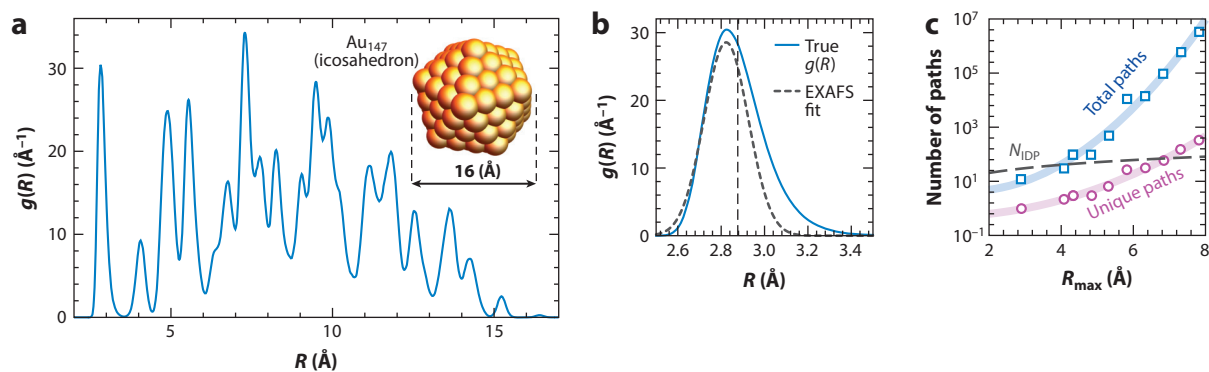 a
g(R) (Å⁻¹)
30
20
10
0
5
10
15
R (Å)
Au₁₄₇
(icosahedron)
16 (Å)
b
g(R) (Å⁻¹)
30
20
10
0
2.6
2.8
3.0
3.2
3.4
R (Å)
True
g(R)
EXAFS
fit
c
Number of paths
10⁷
10⁵
10³
10¹
10⁻¹
2
4
6
8
Rmax (Å)
Total paths
NIDP
Unique paths